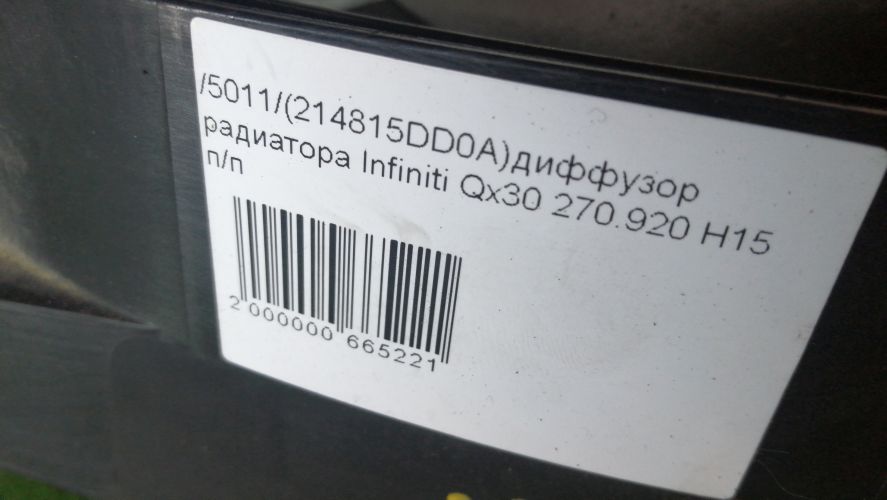 /5011/(214815DD0A)диффузор
радиатора Infiniti Qx30 270.920 H15
п/п
2 000000 665221